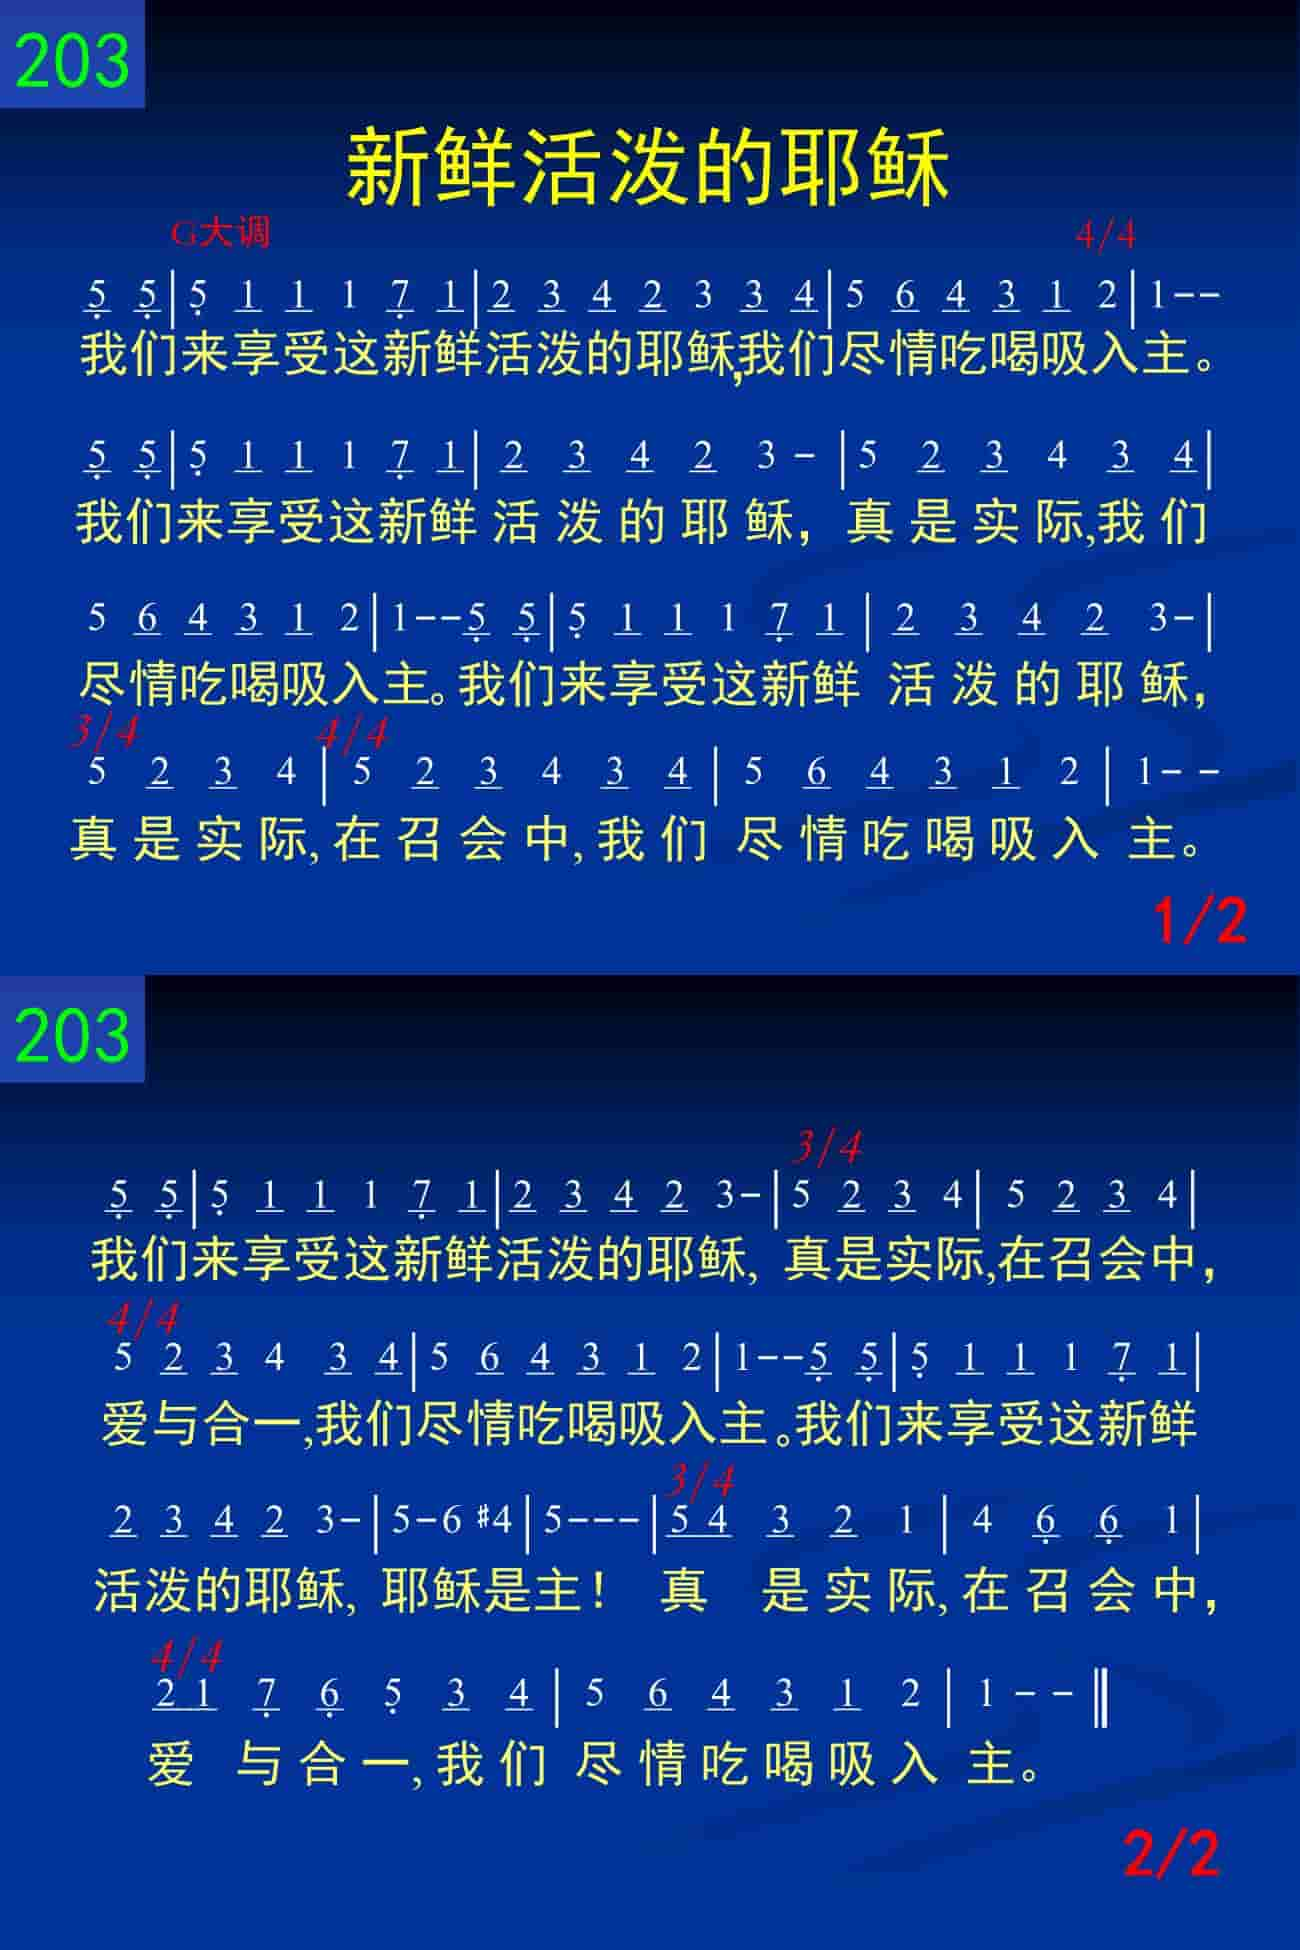 203
新鲜活泼的耶稣
G大调 4/4
5 5|5 1 1 1 7 1|2 3 4 2 3 3 4|5 6 4 3 1 2|1--
我们来享受这新鲜活泼的耶稣,我们尽情吃喝吸入主。
5 5|5 1 1 1 7 1|2 3 4 2 3 -|5 2 3 4 3 4|
我们来享受这新鲜 活 泼 的 耶 稣，真 是 实 际,我 们
5 6 4 3 1 2|1--5 5|5 1 1 1 7 1|2 3 4 2 3-|
尽情吃喝吸入主。我们来享受这新鲜 活 泼 的 耶 稣，
3/4 4/4
5 2 3 4|5 2 3 4 3 4|5 6 4 3 1 2|1- -
真 是 实 际,在 召 会 中,我 们 尽 情 吃 喝 吸 入 主。
1/2
203
3/4
5 5|5 1 1 1 7 1|2 3 4 2 3-|5 2 3 4|5 2 3 4|
我们来享受这新鲜活泼的耶稣, 真是实际,在召会中，
4/4
5 2 3 4 3 4|5 6 4 3 1 2|1--5 5|5 1 1 1 7 1|
爱与合一,我们尽情吃喝吸入主。我们来享受这新鲜
3/4
2 3 4 2 3-|5-6 #4|5---|5 4 3 2 1|4 6 6 1|
活泼的耶稣, 耶稣是主！ 真 是 实 际,在 召 会 中，
4/4
2 1 7 6 5 3 4|5 6 4 3 1 2|1 - -‖
爱 与 合 一,我 们 尽 情 吃 喝 吸 入 主。
2/2